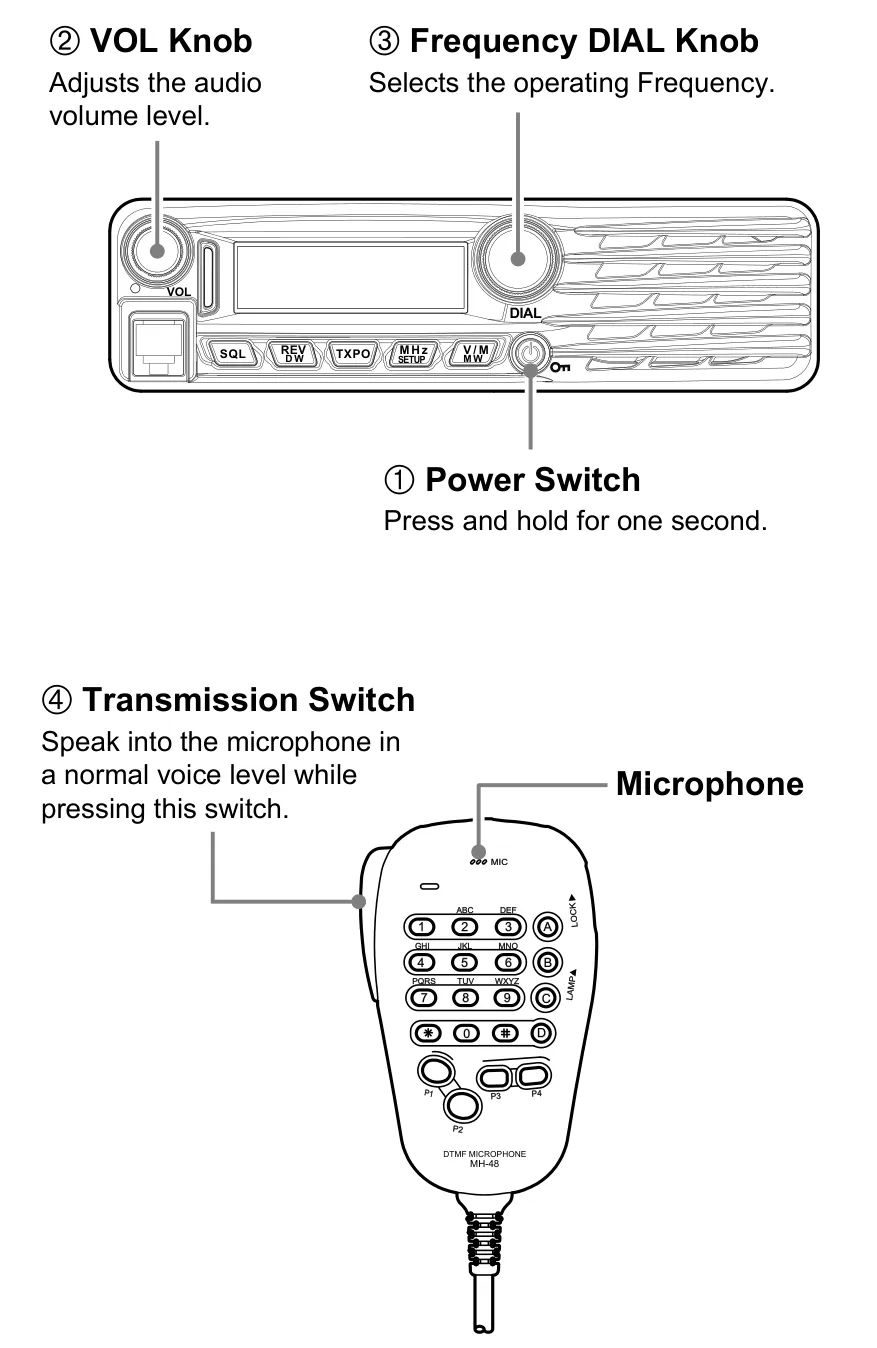 ② VOL Knob
Adjusts the audio
volume level.
③ Frequency DIAL Knob
Selects the operating Frequency.
VOL
DIAL
SQL
REV
DW
TXPO
MHz
SETUP
V/M
MW
① Power Switch
Press and hold for one second.
④ Transmission Switch
Speak into the microphone in
a normal voice level while
pressing this switch.
Microphone
MIC
LOCK
ABC DEF
1 2 3 A
GHI JKL MNO
4 5 6 B
LAMP
PQRS TUV WXYZ
7 8 9 C
* 0 # D
P1
P2
P3
P4
DTMF MICROPHONE
MH-48